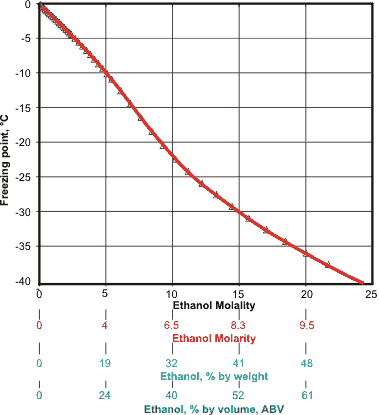 0
-5
-10
-15
-20
-25
-30
-35
-40
Freezing point, °C
0 5 10 15 20 25
Ethanol Molality
0 4 6.5 8.3 9.5
Ethanol Molarity
0 19 32 41 48
Ethanol, % by weight
0 24 40 52 61
Ethanol, % by volume, ABV